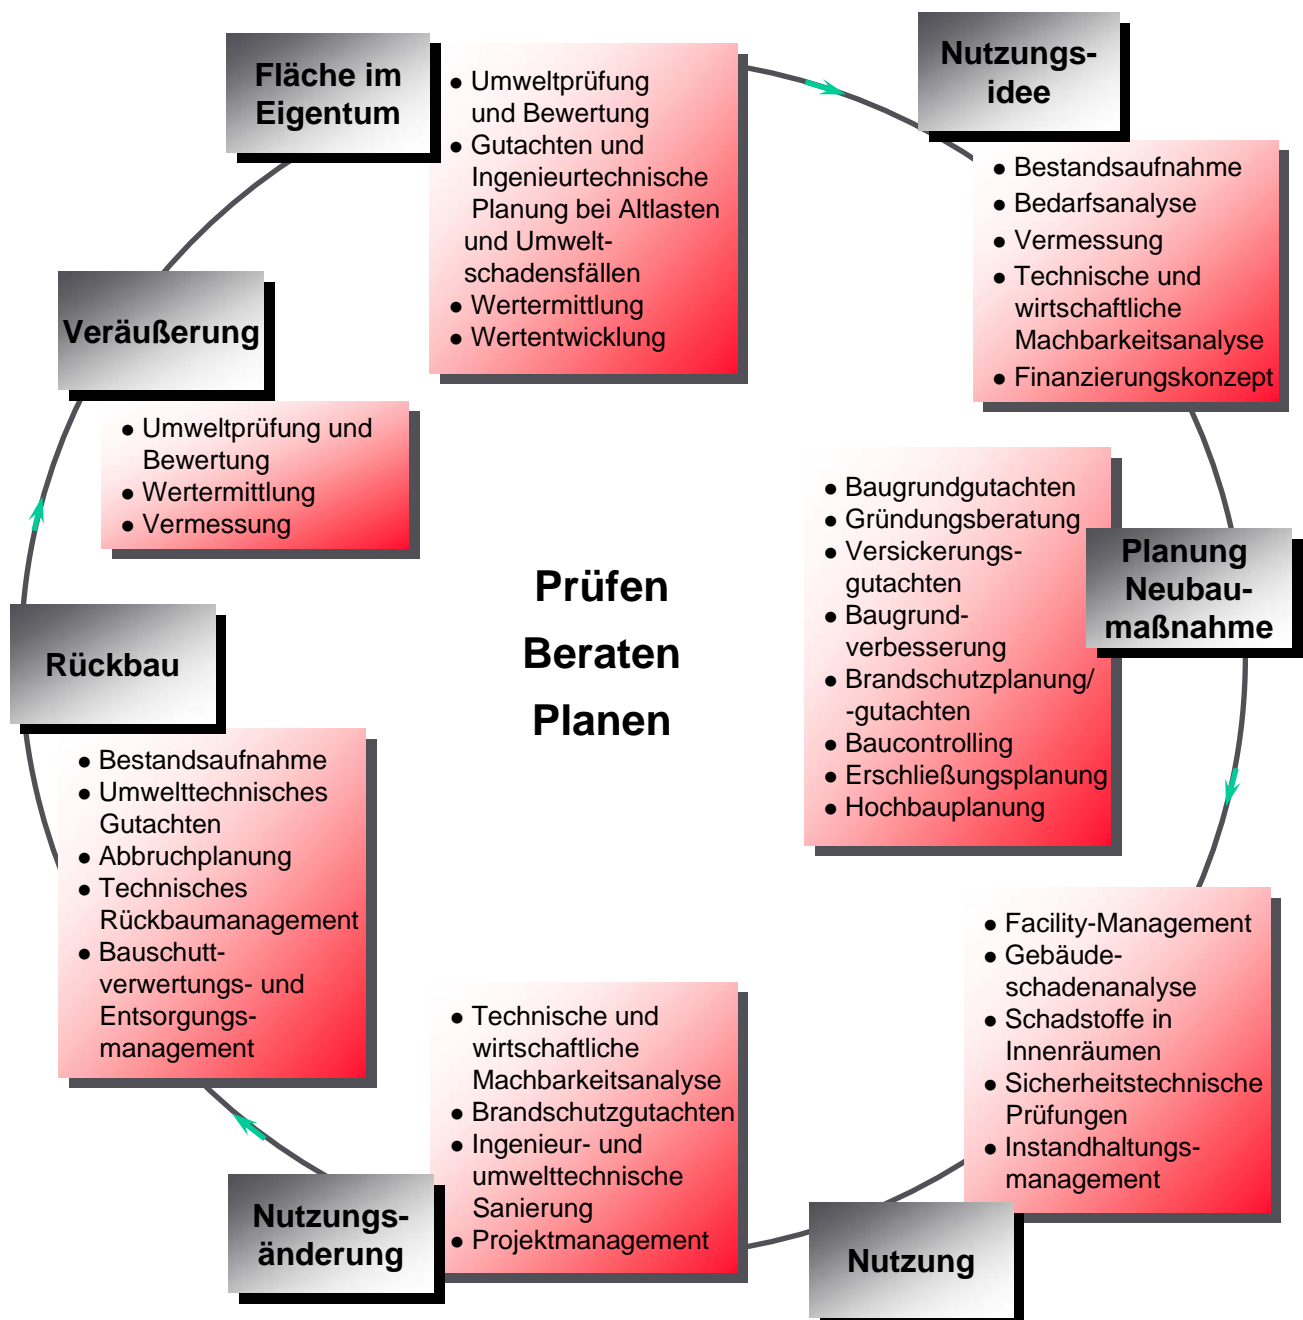 Fläche im
Eigentum
● Umweltprüfung
und Bewertung
● Gutachten und
Ingenieurtechnische
Planung bei Altlasten
und Umwelt-
schadensfällen
● Wertermittlung
● Wertentwicklung
Nutzungs-
idee
● Bestandsaufnahme
● Bedarfsanalyse
● Vermessung
● Technische und
wirtschaftliche
Machbarkeitsanalyse
● Finanzierungskonzept
Planung
Neubau-
maßnahme
● Baugrundgutachten
● Gründungsberatung
● Versickerungs-
gutachten
● Baugrund-
verbesserung
● Brandschutzplanung/
-gutachten
● Baucontrolling
● Erschließungsplanung
● Hochbauplanung
Nutzung
● Facility-Management
● Gebäude-
schadenanalyse
● Schadstoffe in
Innenräumen
● Sicherheitstechnische
Prüfungen
● Instandhaltungs-
management
Nutzungs-
änderung
● Technische und
wirtschaftliche
Machbarkeitsanalyse
● Brandschutzgutachten
● Ingenieur- und
umwelttechnische
Sanierung
● Projektmanagement
Rückbau
● Bestandsaufnahme
● Umwelttechnisches
Gutachten
● Abbruchplanung
● Technisches
Rückbaumanagement
● Bauschutt-
verwertungs- und
Entsorgungs-
management
Veräußerung
● Umweltprüfung und
Bewertung
● Wertermittlung
● Vermessung
Prüfen
Beraten
Planen